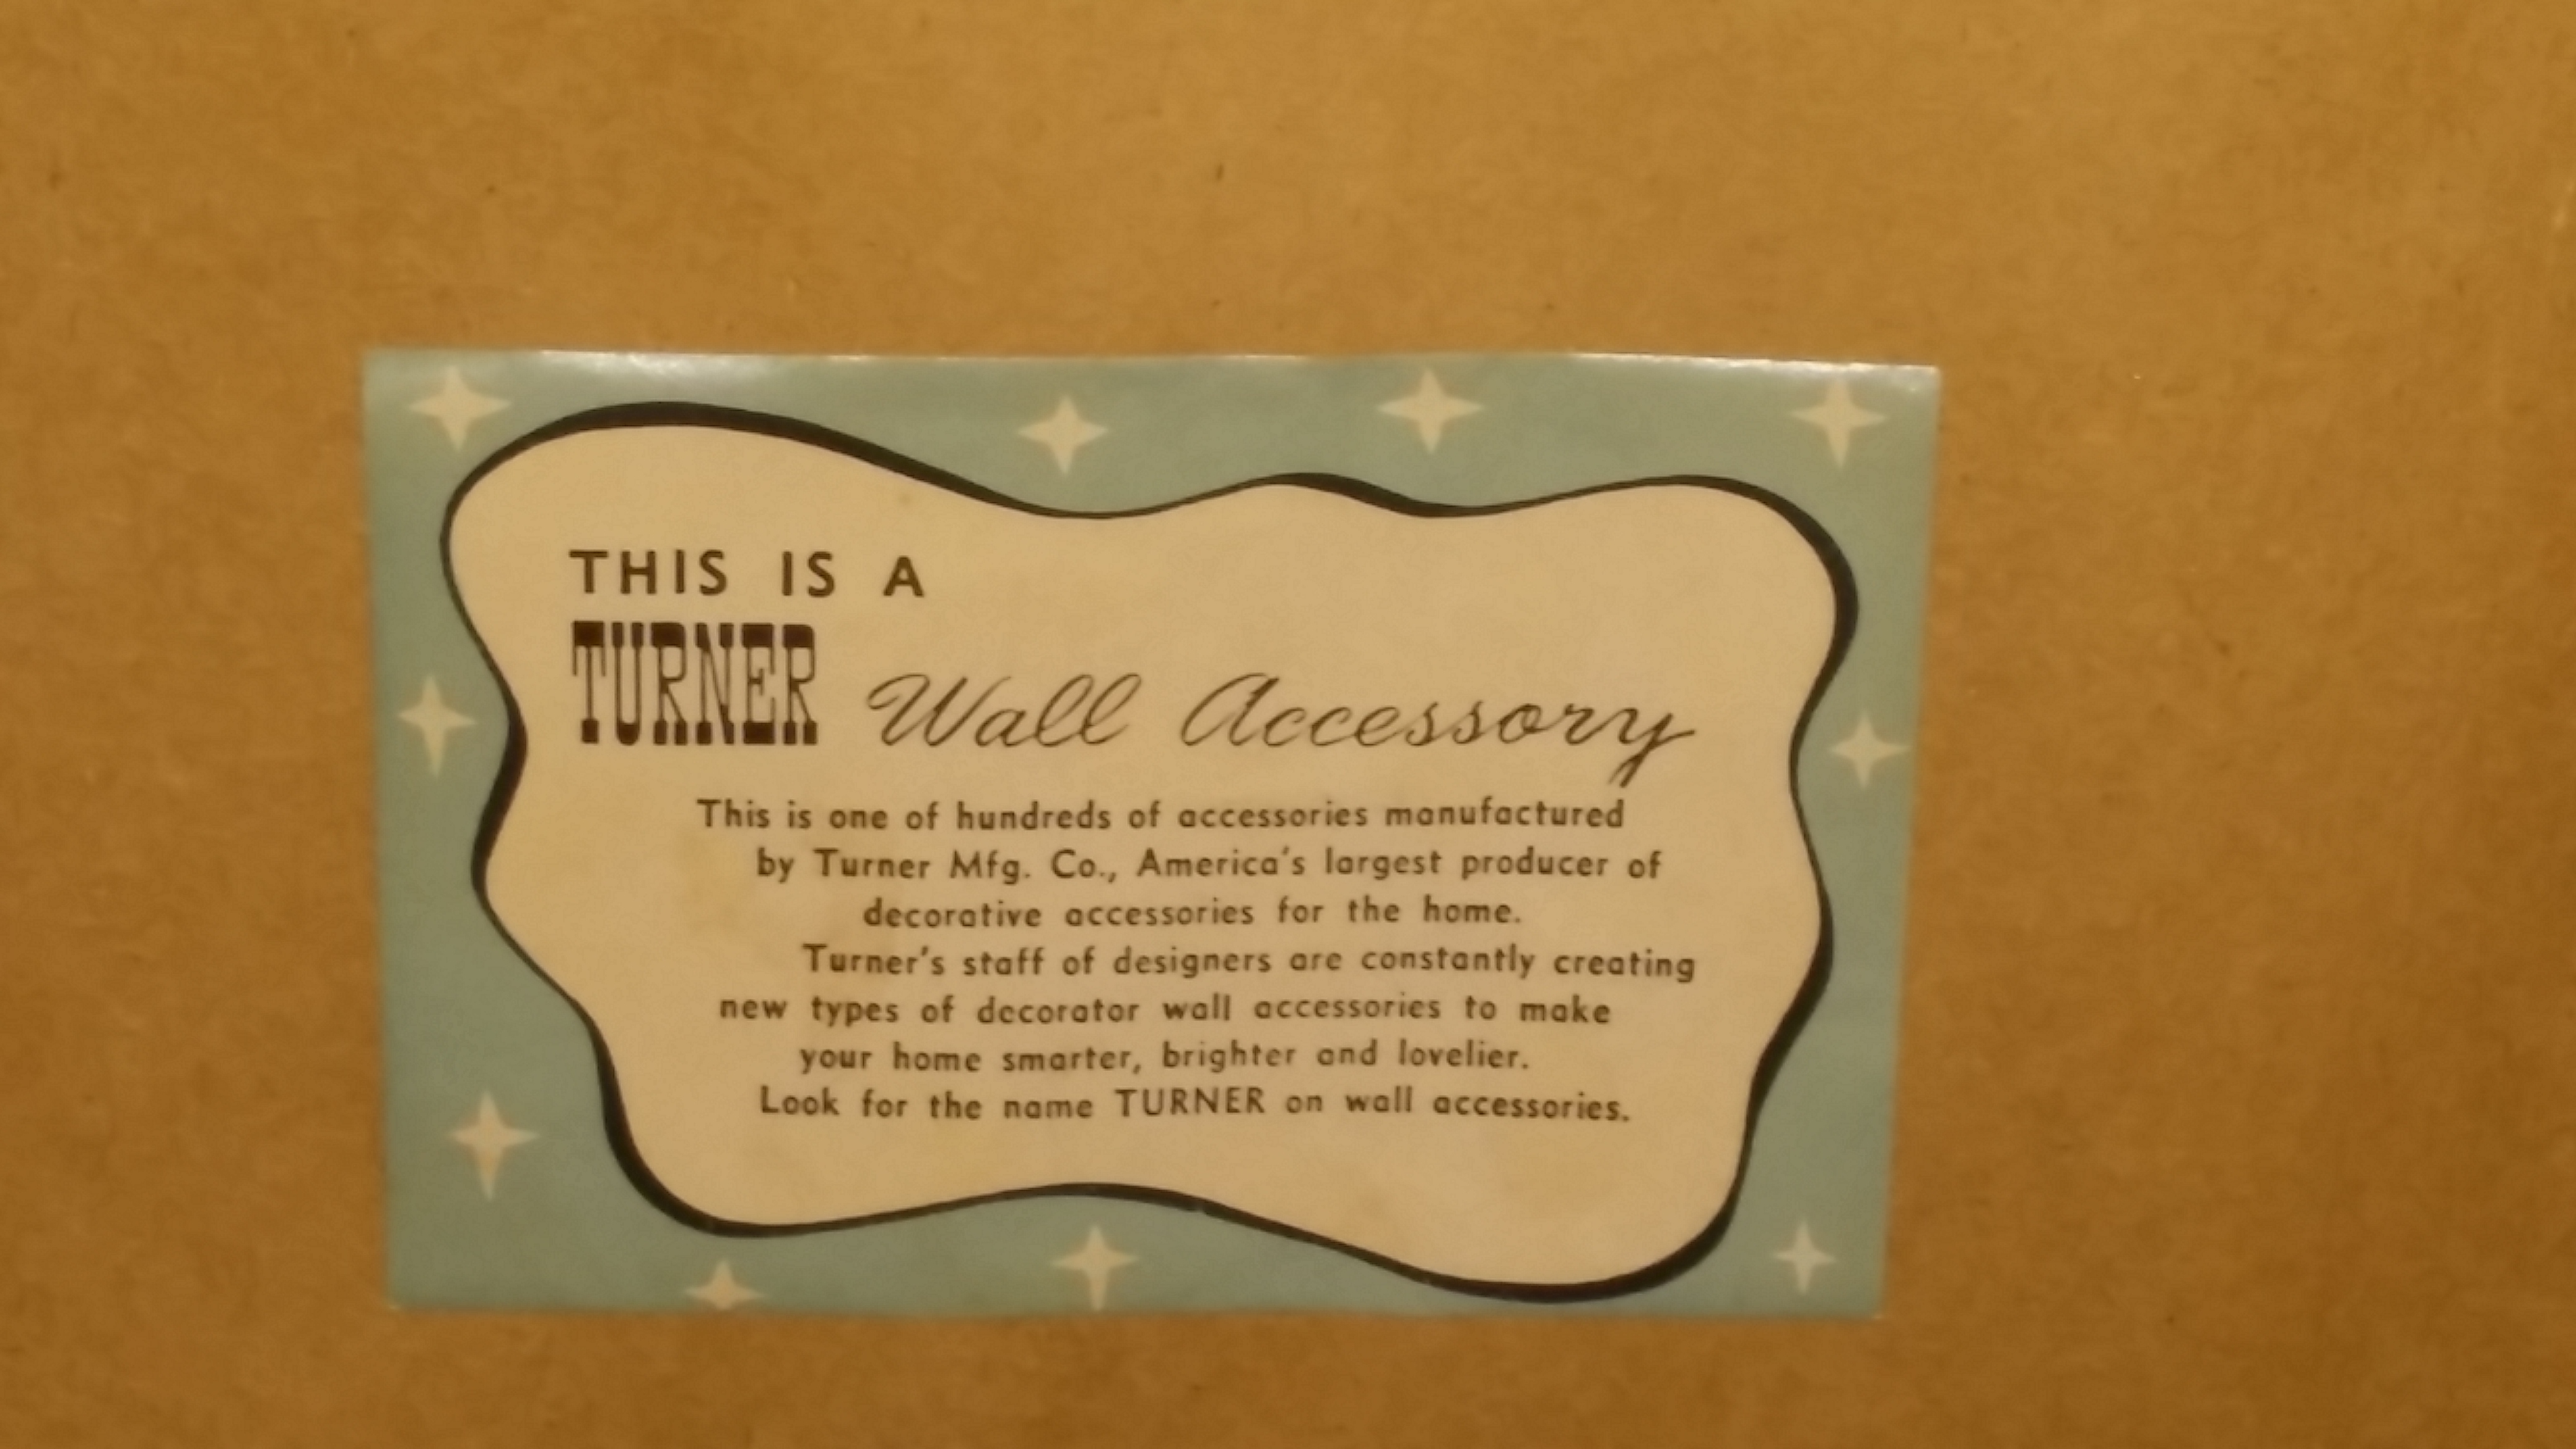 THIS IS A
TURNER Wall Accessory
This is one of hundreds of accessories manufactured
by Turner Mfg. Co., America's largest producer of
decorative accessories for the home.
Turner's staff of designers are constantly creating
new types of decorator wall accessories to make
your home smarter, brighter and lovelier.
Look for the name TURNER on wall accessories.